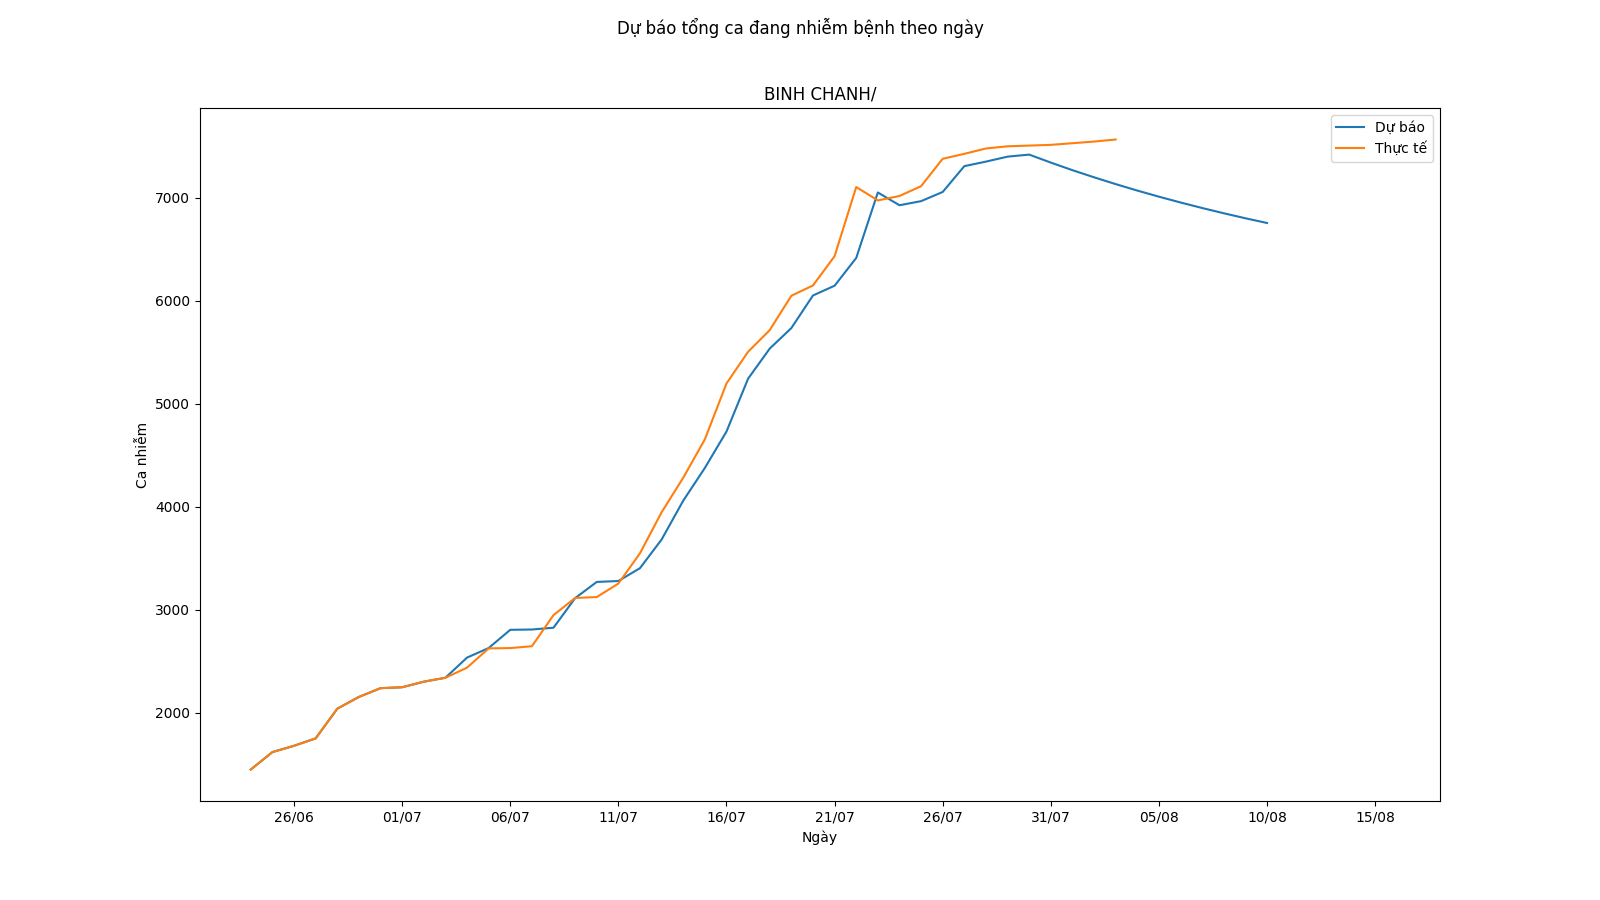 Dự báo tổng ca đang nhiễm bệnh theo ngày
BINH CHANH/
Dự báo
Thực tế
7000
6000
5000
4000
3000
2000
Ca nhiễm
26/06
01/07
06/07
11/07
16/07
21/07
26/07
31/07
05/08
10/08
15/08
Ngày